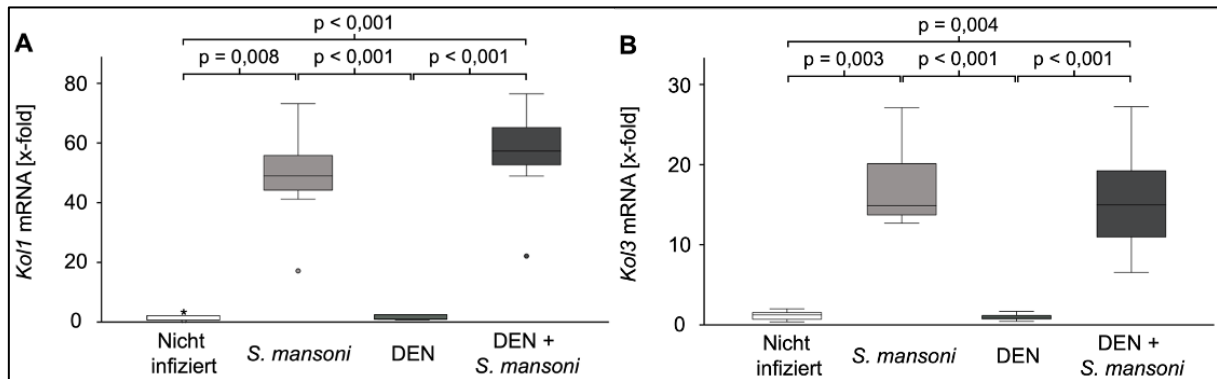 A
p < 0,001
p = 0,008
p < 0,001
p < 0,001
Kol1 mRNA [x-fold]
80
60
40
20
0
*
Nicht
infiziert
S. mansoni
DEN
DEN +
S. mansoni
B
p = 0,004
p = 0,003
p < 0,001
p < 0,001
Kol3 mRNA [x-fold]
30
20
10
0
Nicht
infiziert
S. mansoni
DEN
DEN +
S. mansoni